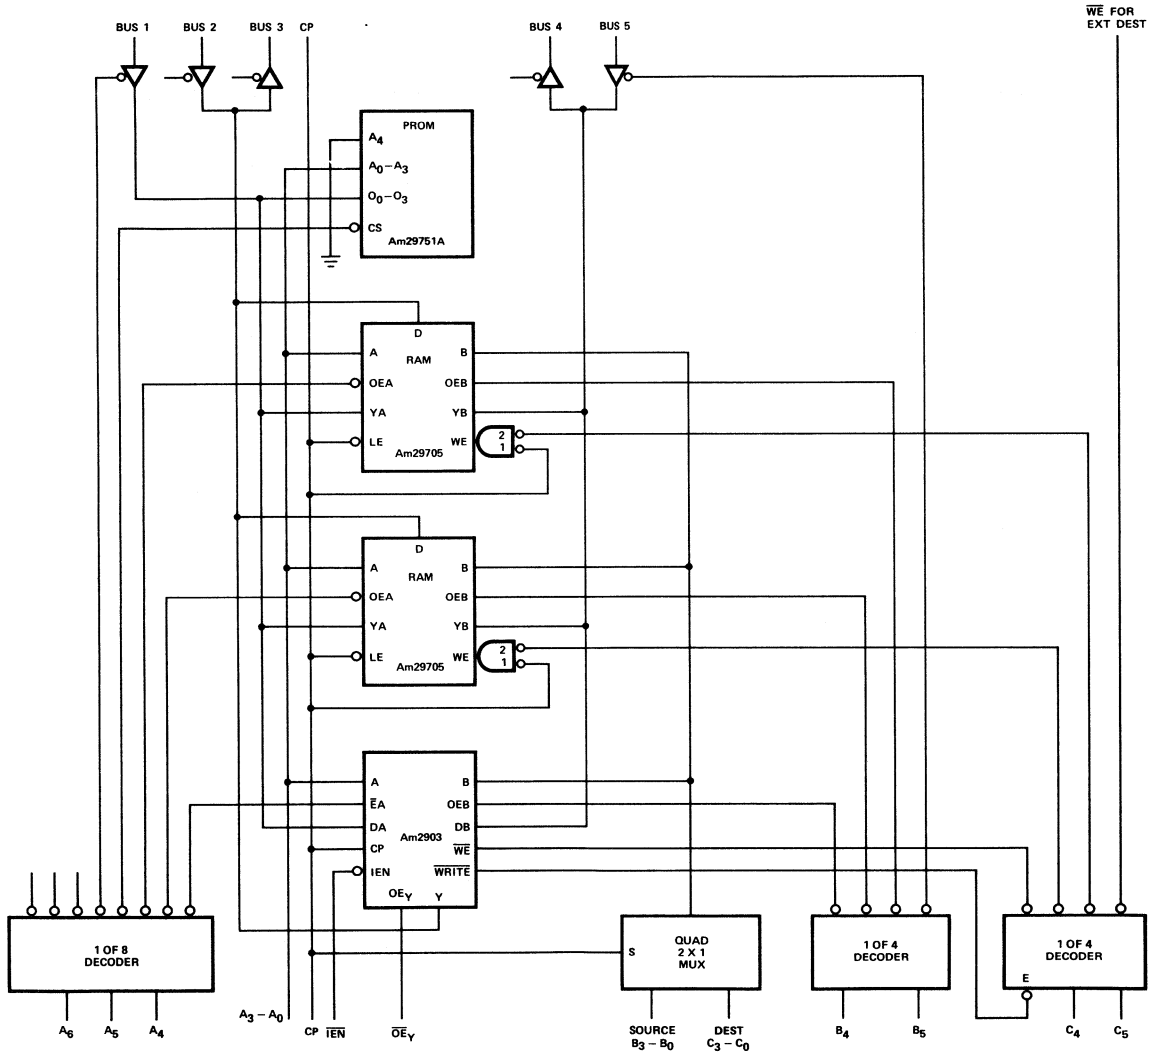 WE FOR
EXT DEST
BUS 1
BUS 2
BUS 3
CP
BUS 4
BUS 5
PROM
A4
A0–A3
O0–O3
CS
Am29751A
D
A
RAM
B
OEA
OEB
YA
YB
LE
WE
2
1
Am29705
D
A
RAM
B
OEA
OEB
YA
YB
LE
WE
2
1
Am29705
A
B
EA
OEB
DA
Am2903
DB
CP
WE
IEN
WRITE
OEY
Y
1 OF 8
DECODER
S
QUAD
2 X 1
MUX
1 OF 4
DECODER
1 OF 4
DECODER
E
A6
A5
A4
A3–A0
CP
IEN
OEY
SOURCE
B3–B0
DEST
C3–C0
B4
B5
C4
C5